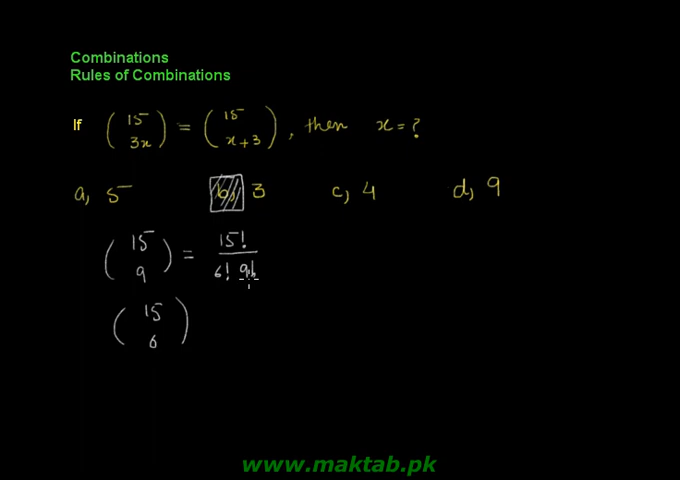 Combinations
Rules of Combinations
If (15 3x) = (15 x+3), then x = ?
a, 5 b, 3 c, 4 d, 9
(15 9) = 15! / 6! 9!
(15 6)
www.maktab.pk